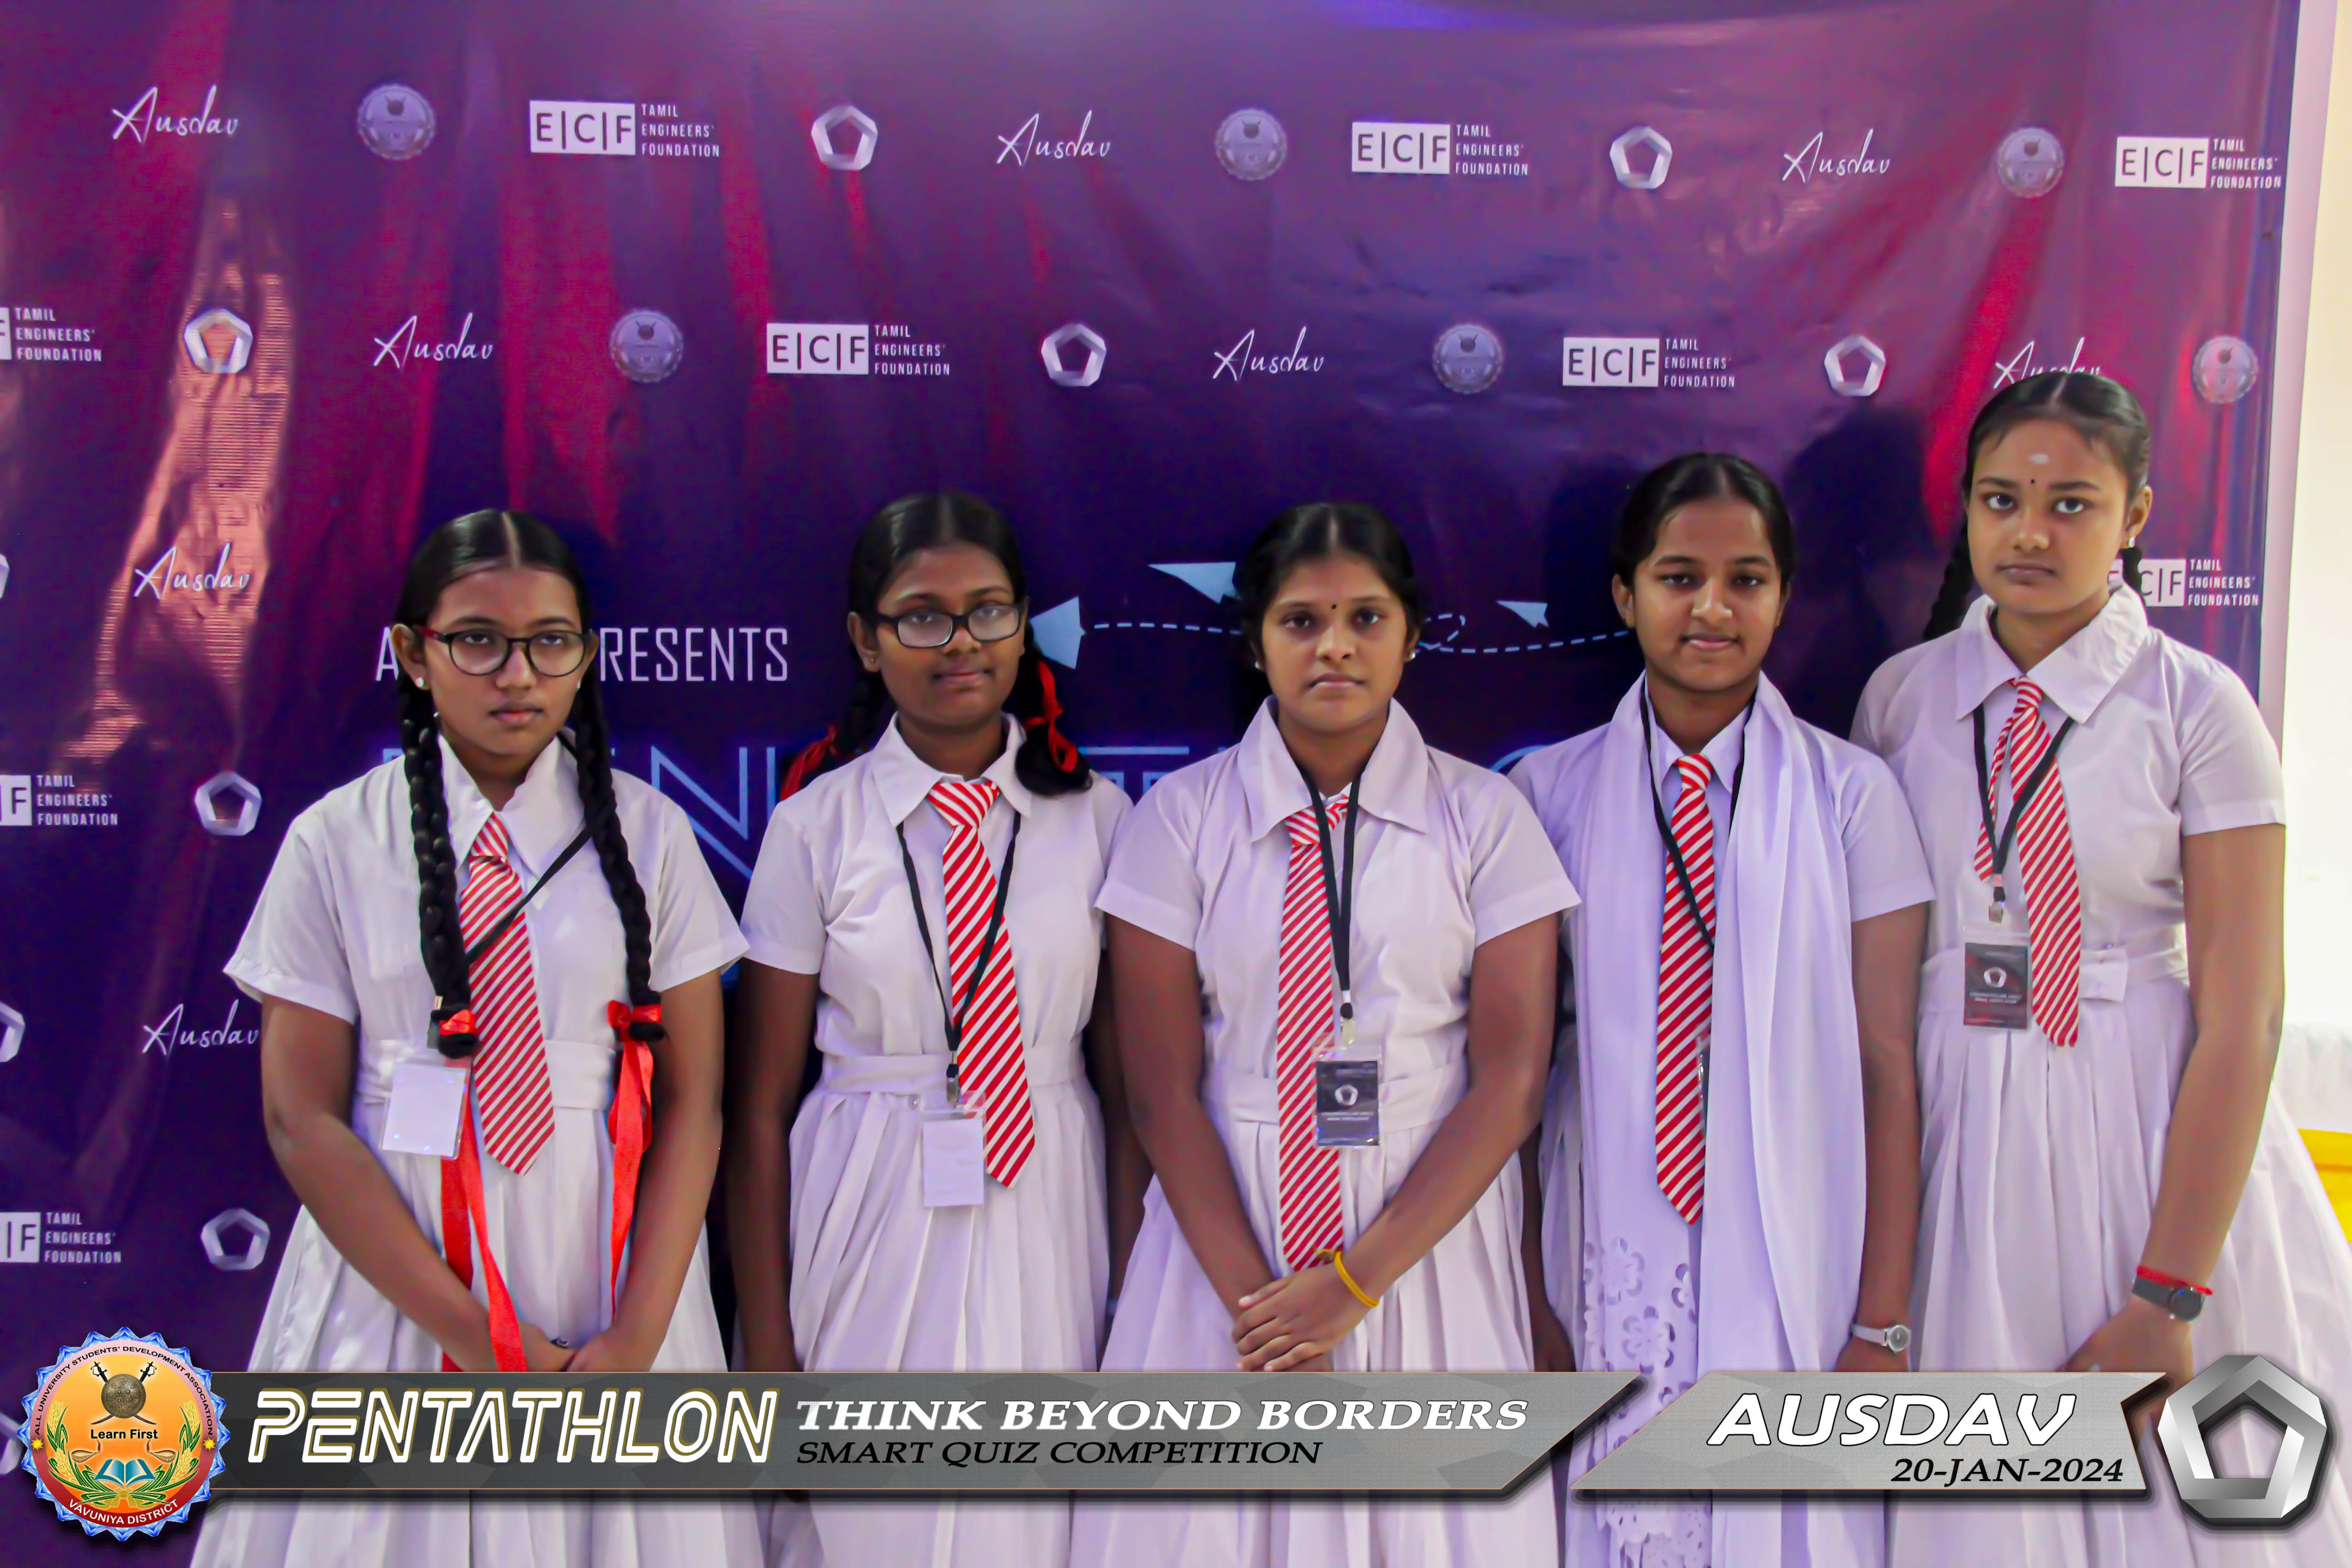 Ausdav
E|C|F TAMIL ENGINEERS' FOUNDATION
Ausdav
E|C|F TAMIL ENGINEERS' FOUNDATION
Ausdav
E|C|F TAMIL ENGINEERS' FOUNDATION
TAMIL ENGINEERS' FOUNDATION
Ausdav
E|C|F TAMIL ENGINEERS' FOUNDATION
Ausdav
E|C|F TAMIL ENGINEERS' FOUNDATION
Ausdav
Ausdav
C|F TAMIL ENGINEERS' FOUNDATION
A RESENTS
F TAMIL ENGINEERS' FOUNDATION
Ausdav
|F TAMIL ENGINEERS' FOUNDATION
ALL UNIVERSITY STUDENTS' DEVELOPMENT ASSOCIATION
Learn First
VAVUNIYA DISTRICT
PENTATHLON
THINK BEYOND BORDERS
SMART QUIZ COMPETITION
AUSDAV
20-JAN-2024